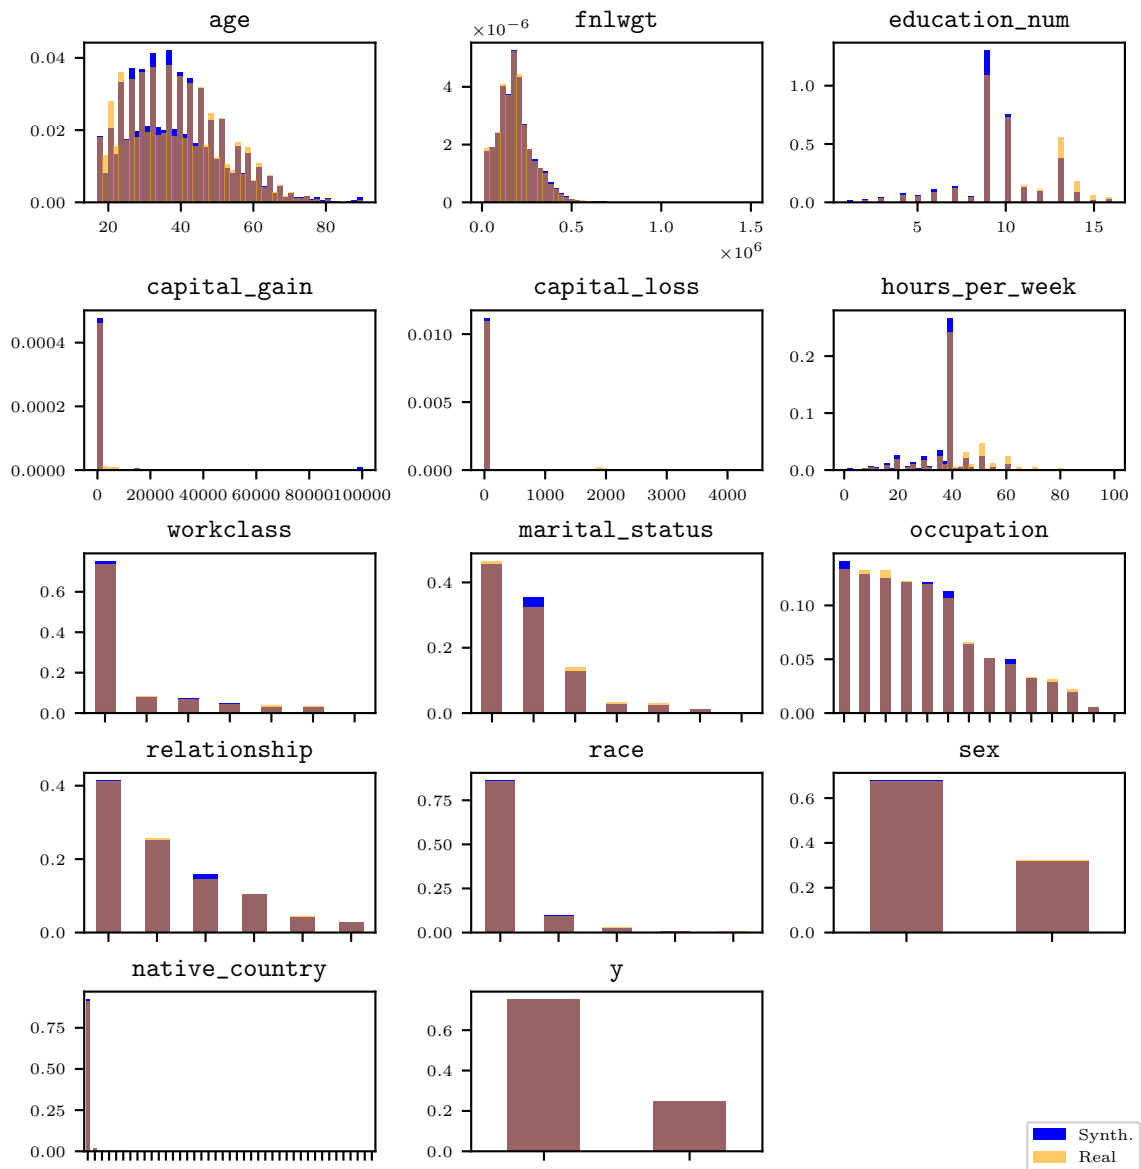 age
fnlwgt
education_num
0.04
0.02
0.00
20 40 60 80
×10−6
4
2
0
0.0 0.5 1.0 1.5
×10^6
1.0
0.5
0.0
5 10 15
capital_gain
capital_loss
hours_per_week
0.0004
0.0002
0.0000
0 20000 40000 60000 80000 100000
0.010
0.005
0.000
0 1000 2000 3000 4000
0.2
0.1
0.0
0 20 40 60 80 100
workclass
marital_status
occupation
0.6
0.4
0.2
0.0
0.4
0.2
0.0
0.10
0.05
0.00
relationship
race
sex
0.4
0.2
0.0
0.75
0.50
0.25
0.00
0.6
0.4
0.2
0.0
native_country
y
0.75
0.50
0.25
0.00
0.6
0.4
0.2
0.0
Synth.
Real